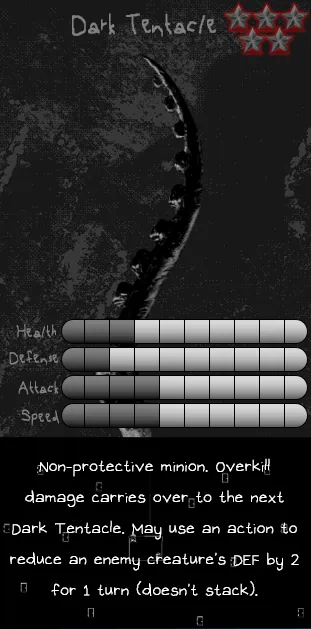 Dark Tentacle
Health
Defense
Attack
Speed
Non-protective minion. Overkill
damage carries over to the next
Dark Tentacle. May use an action to
reduce an enemy creature's DEF by 2
for 1 turn (doesn't stack).